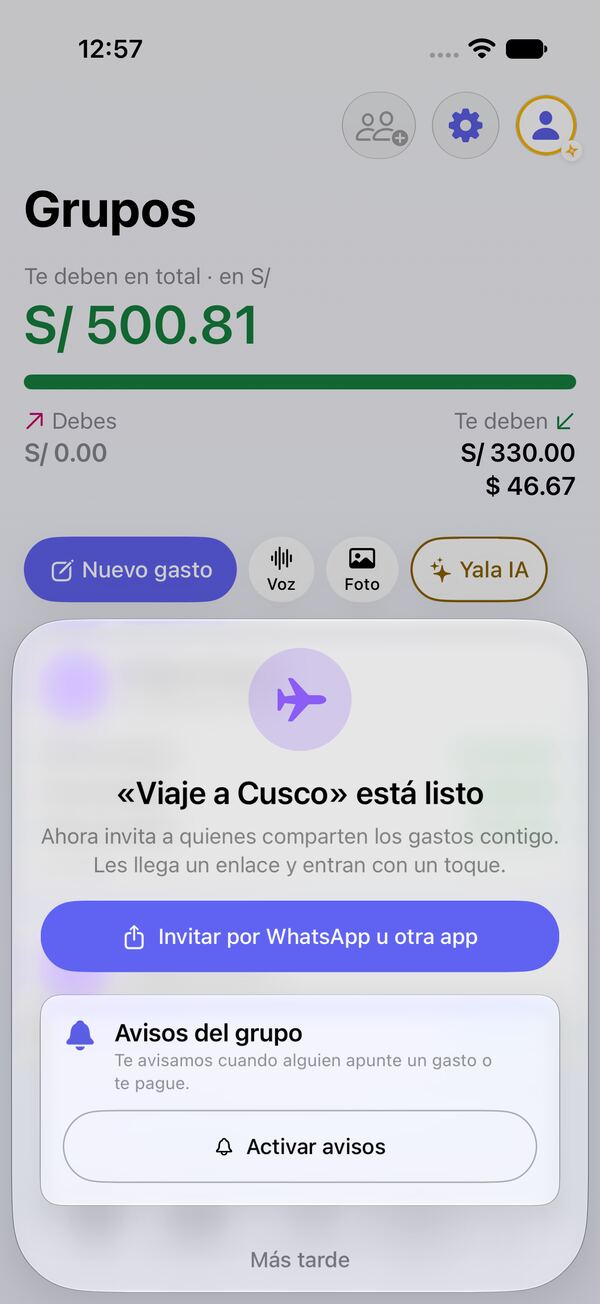 12:57
Grupos
Te deben en total · en S/
S/ 500.81
Debes
Te deben
S/ 0.00
S/ 330.00
$ 46.67
Nuevo gasto
Voz
Foto
Yala IA
«Viaje a Cusco» está listo
Ahora invita a quienes comparten los gastos contigo.
Les llega un enlace y entran con un toque.
Invitar por WhatsApp u otra app
Avisos del grupo
Te avisamos cuando alguien apunte un gasto o
te pague.
Activar avisos
Más tarde